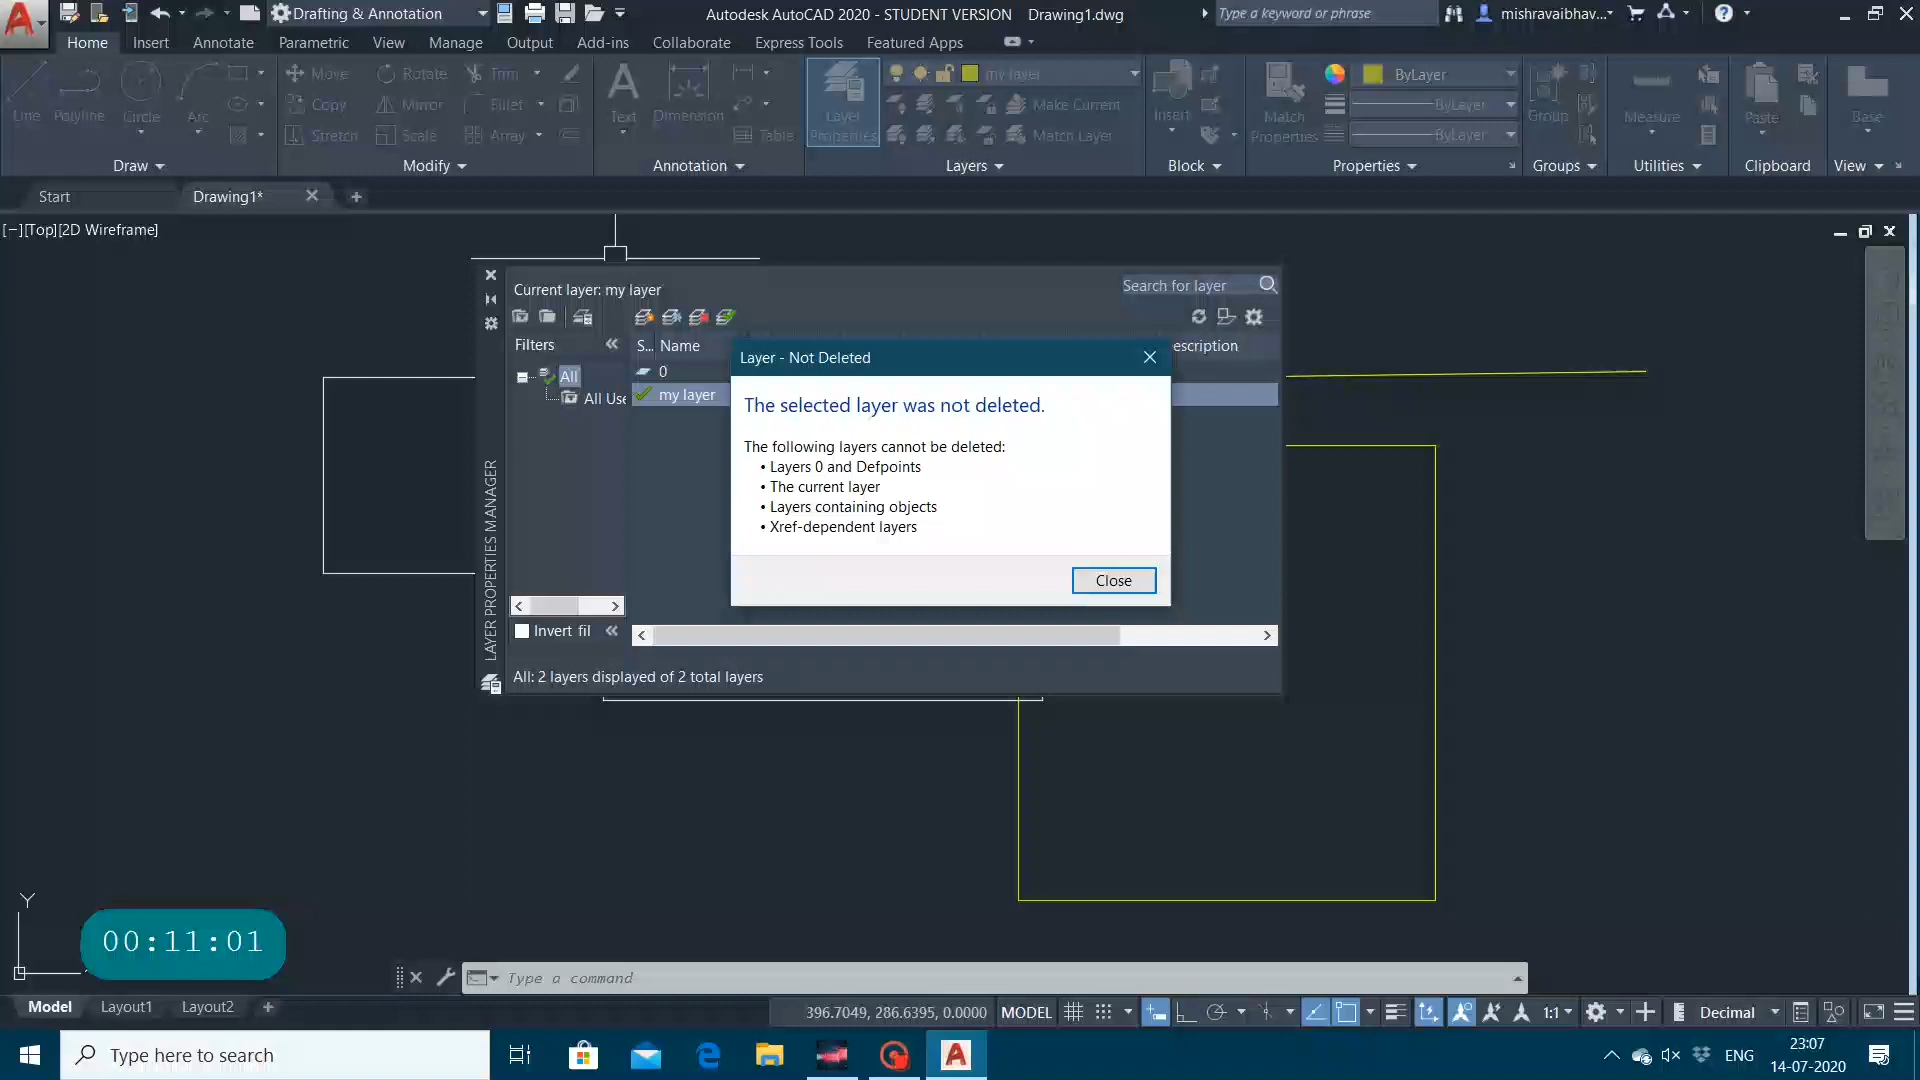 Drafting & Annotation
Autodesk AutoCAD 2020 - STUDENT VERSION Drawing1.dwg
Type a keyword or phrase
mishravaibhav...
Home Insert Annotate Parametric View Manage Output Add-ins Collaborate Express Tools Featured Apps
Line Polyline Circle Arc
Move Rotate Trim
Copy Mirror Fillet
Stretch Scale Array
Text Dimension Table
Layer Properties
my layer
Make Current
Match Layer
Insert
Match Properties
ByLayer
ByLayer
ByLayer
Group
Measure
Paste
Base
Draw Modify Annotation Layers Block Properties Groups Utilities Clipboard View
Start Drawing1*
[−][Top][2D Wireframe]
Current layer: my layer
Search for layer
Filters
S... Name
escription
All
All Use
0
my layer
Layer - Not Deleted
The selected layer was not deleted.
The following layers cannot be deleted:
• Layers 0 and Defpoints
• The current layer
• Layers containing objects
• Xref-dependent layers
Close
Invert fil
LAYER PROPERTIES MANAGER
All: 2 layers displayed of 2 total layers
Y
00:11:01
Type a command
Model Layout1 Layout2
396.7049, 286.6395, 0.0000 MODEL
1:1
Decimal
Type here to search
ENG
23:07
14-07-2020